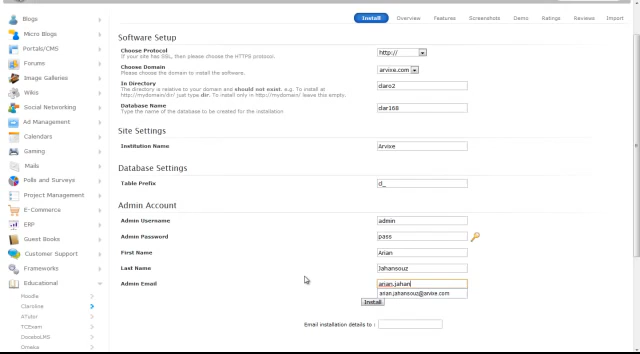 Blogs
Micro Blogs
Portals/CMS
Forums
Image Galleries
Wikis
Social Networking
Ad Management
Calendars
Gaming
Mails
Polls and Surveys
Project Management
E-Commerce
ERP
Guest Books
Customer Support
Frameworks
Educational
Moodle
Claroline
ATutor
TCExam
DoceboLMS
Omeka
Install Overview Features Screenshots Demo Ratings Reviews Import
Software Setup
Choose Protocol
If your site has SSL, then please choose the HTTPS protocol.
http://
Choose Domain
Please choose the domain to install the software.
arvixe.com
In Directory
The directory is relative to your domain and should not exist. e.g. To install at
http://mydomain/dir/ just type dir. To install only in http://mydomain/ leave this empty.
claro2
Database Name
Type the name of the database to be created for the installation
clar168
Site Settings
Institution Name
Arvixe
Database Settings
Table Prefix
cl_
Admin Account
Admin Username
admin
Admin Password
pass
First Name
Arian
Last Name
Jahansouz
Admin Email
arian.jahan
arian.jahansouz@arvixe.com
Install
Email installation details to :